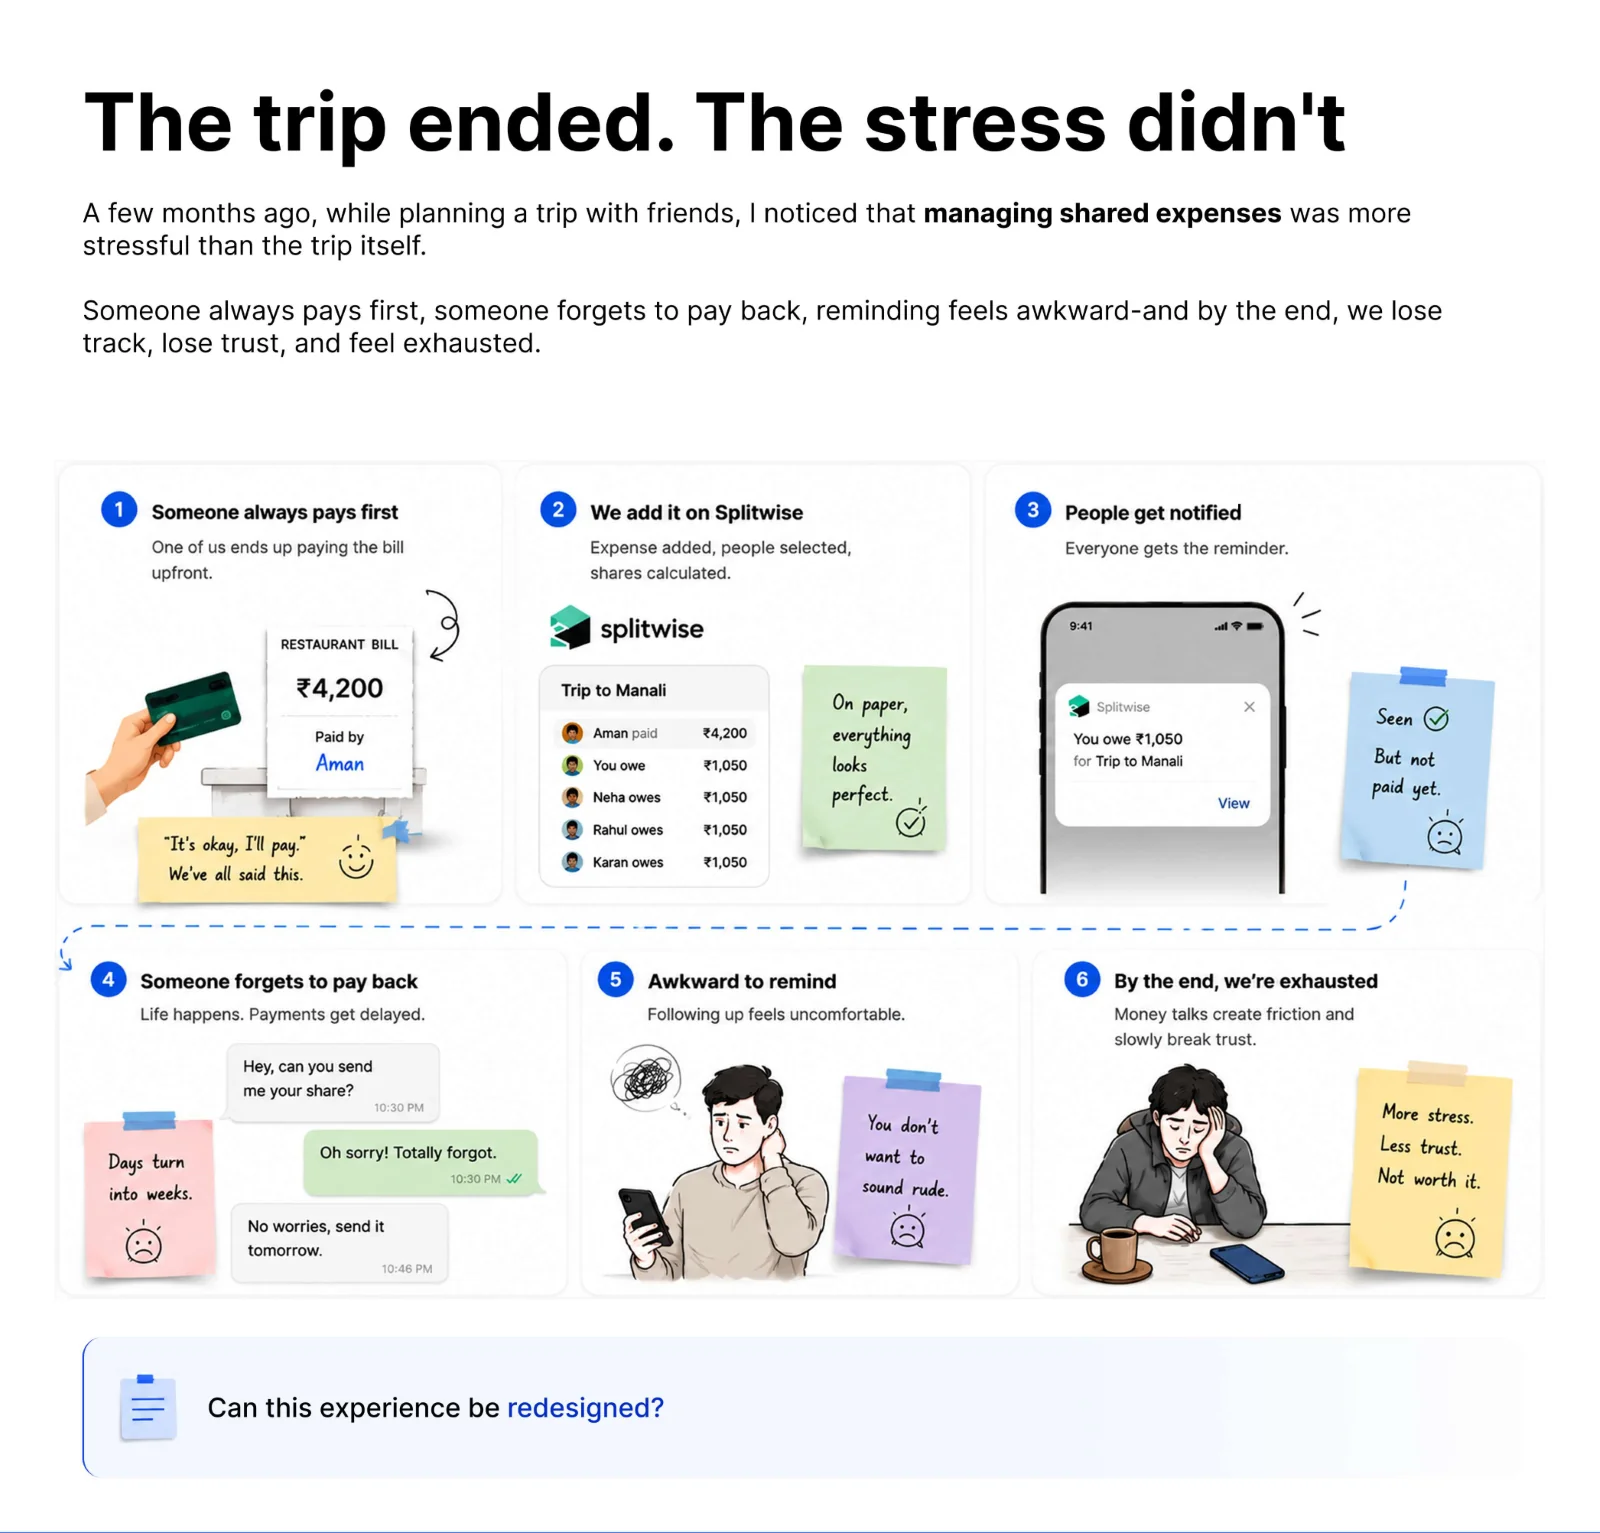 The trip ended. The stress didn't
A few months ago, while planning a trip with friends, I noticed that managing shared expenses was more
stressful than the trip itself.
Someone always pays first, someone forgets to pay back, reminding feels awkward-and by the end, we lose
track, lose trust, and feel exhausted.
1 Someone always pays first
One of us ends up paying the bill
upfront.
RESTAURANT BILL
₹4,200
Paid by
Aman
"It's okay, I'll pay."
We've all said this.
2 We add it on Splitwise
Expense added, people selected,
shares calculated.
splitwise
Trip to Manali
Aman paid ₹4,200
You owe ₹1,050
Neha owes ₹1,050
Rahul owes ₹1,050
Karan owes ₹1,050
On paper,
everything
looks
perfect.
3 People get notified
Everyone gets the reminder.
9:41
Splitwise
You owe ₹1,050
for Trip to Manali
View
Seen
But not
paid yet.
4 Someone forgets to pay back
Life happens. Payments get delayed.
Hey, can you send
me your share?
10:30 PM
Oh sorry! Totally forgot.
10:30 PM
No worries, send it
tomorrow.
10:46 PM
Days turn
into weeks.
5 Awkward to remind
Following up feels uncomfortable.
You don't
want to
sound rude.
6 By the end, we're exhausted
Money talks create friction and
slowly break trust.
More stress.
Less trust.
Not worth it.
Can this experience be redesigned?